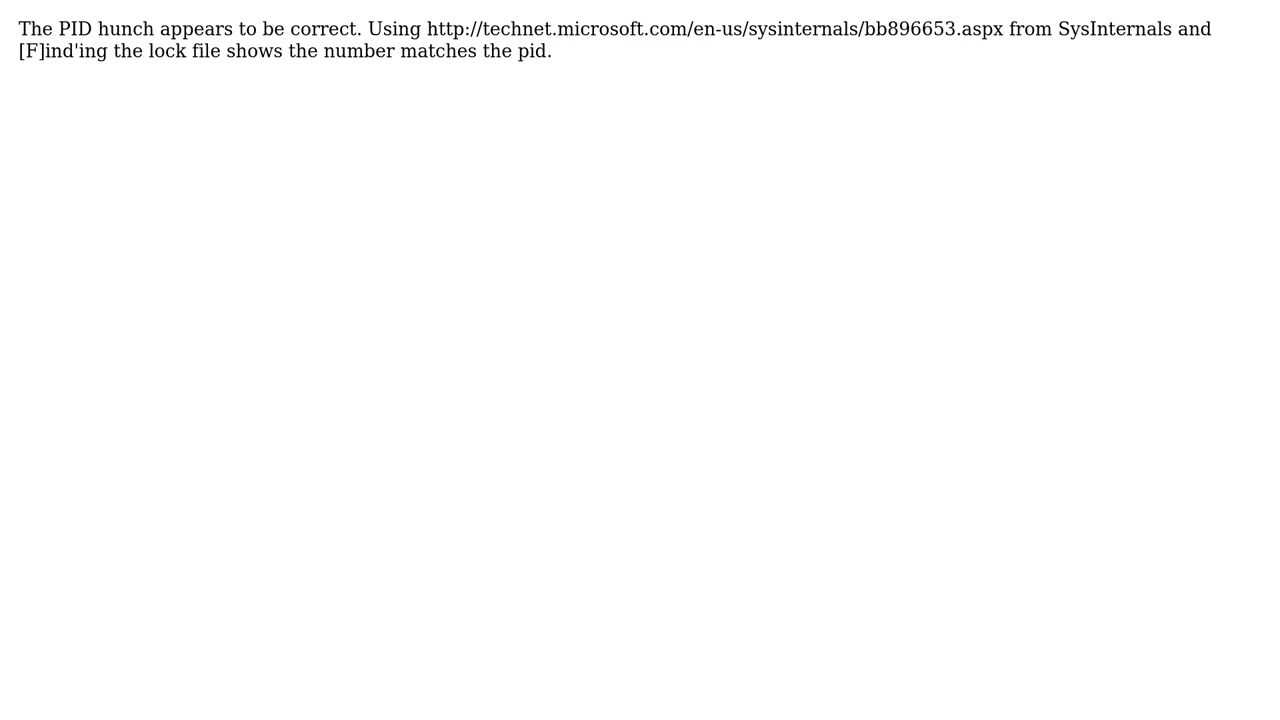 The PID hunch appears to be correct. Using http://technet.microsoft.com/en-us/sysinternals/bb896653.aspx from SysInternals and
[F]ind'ing the lock file shows the number matches the pid.